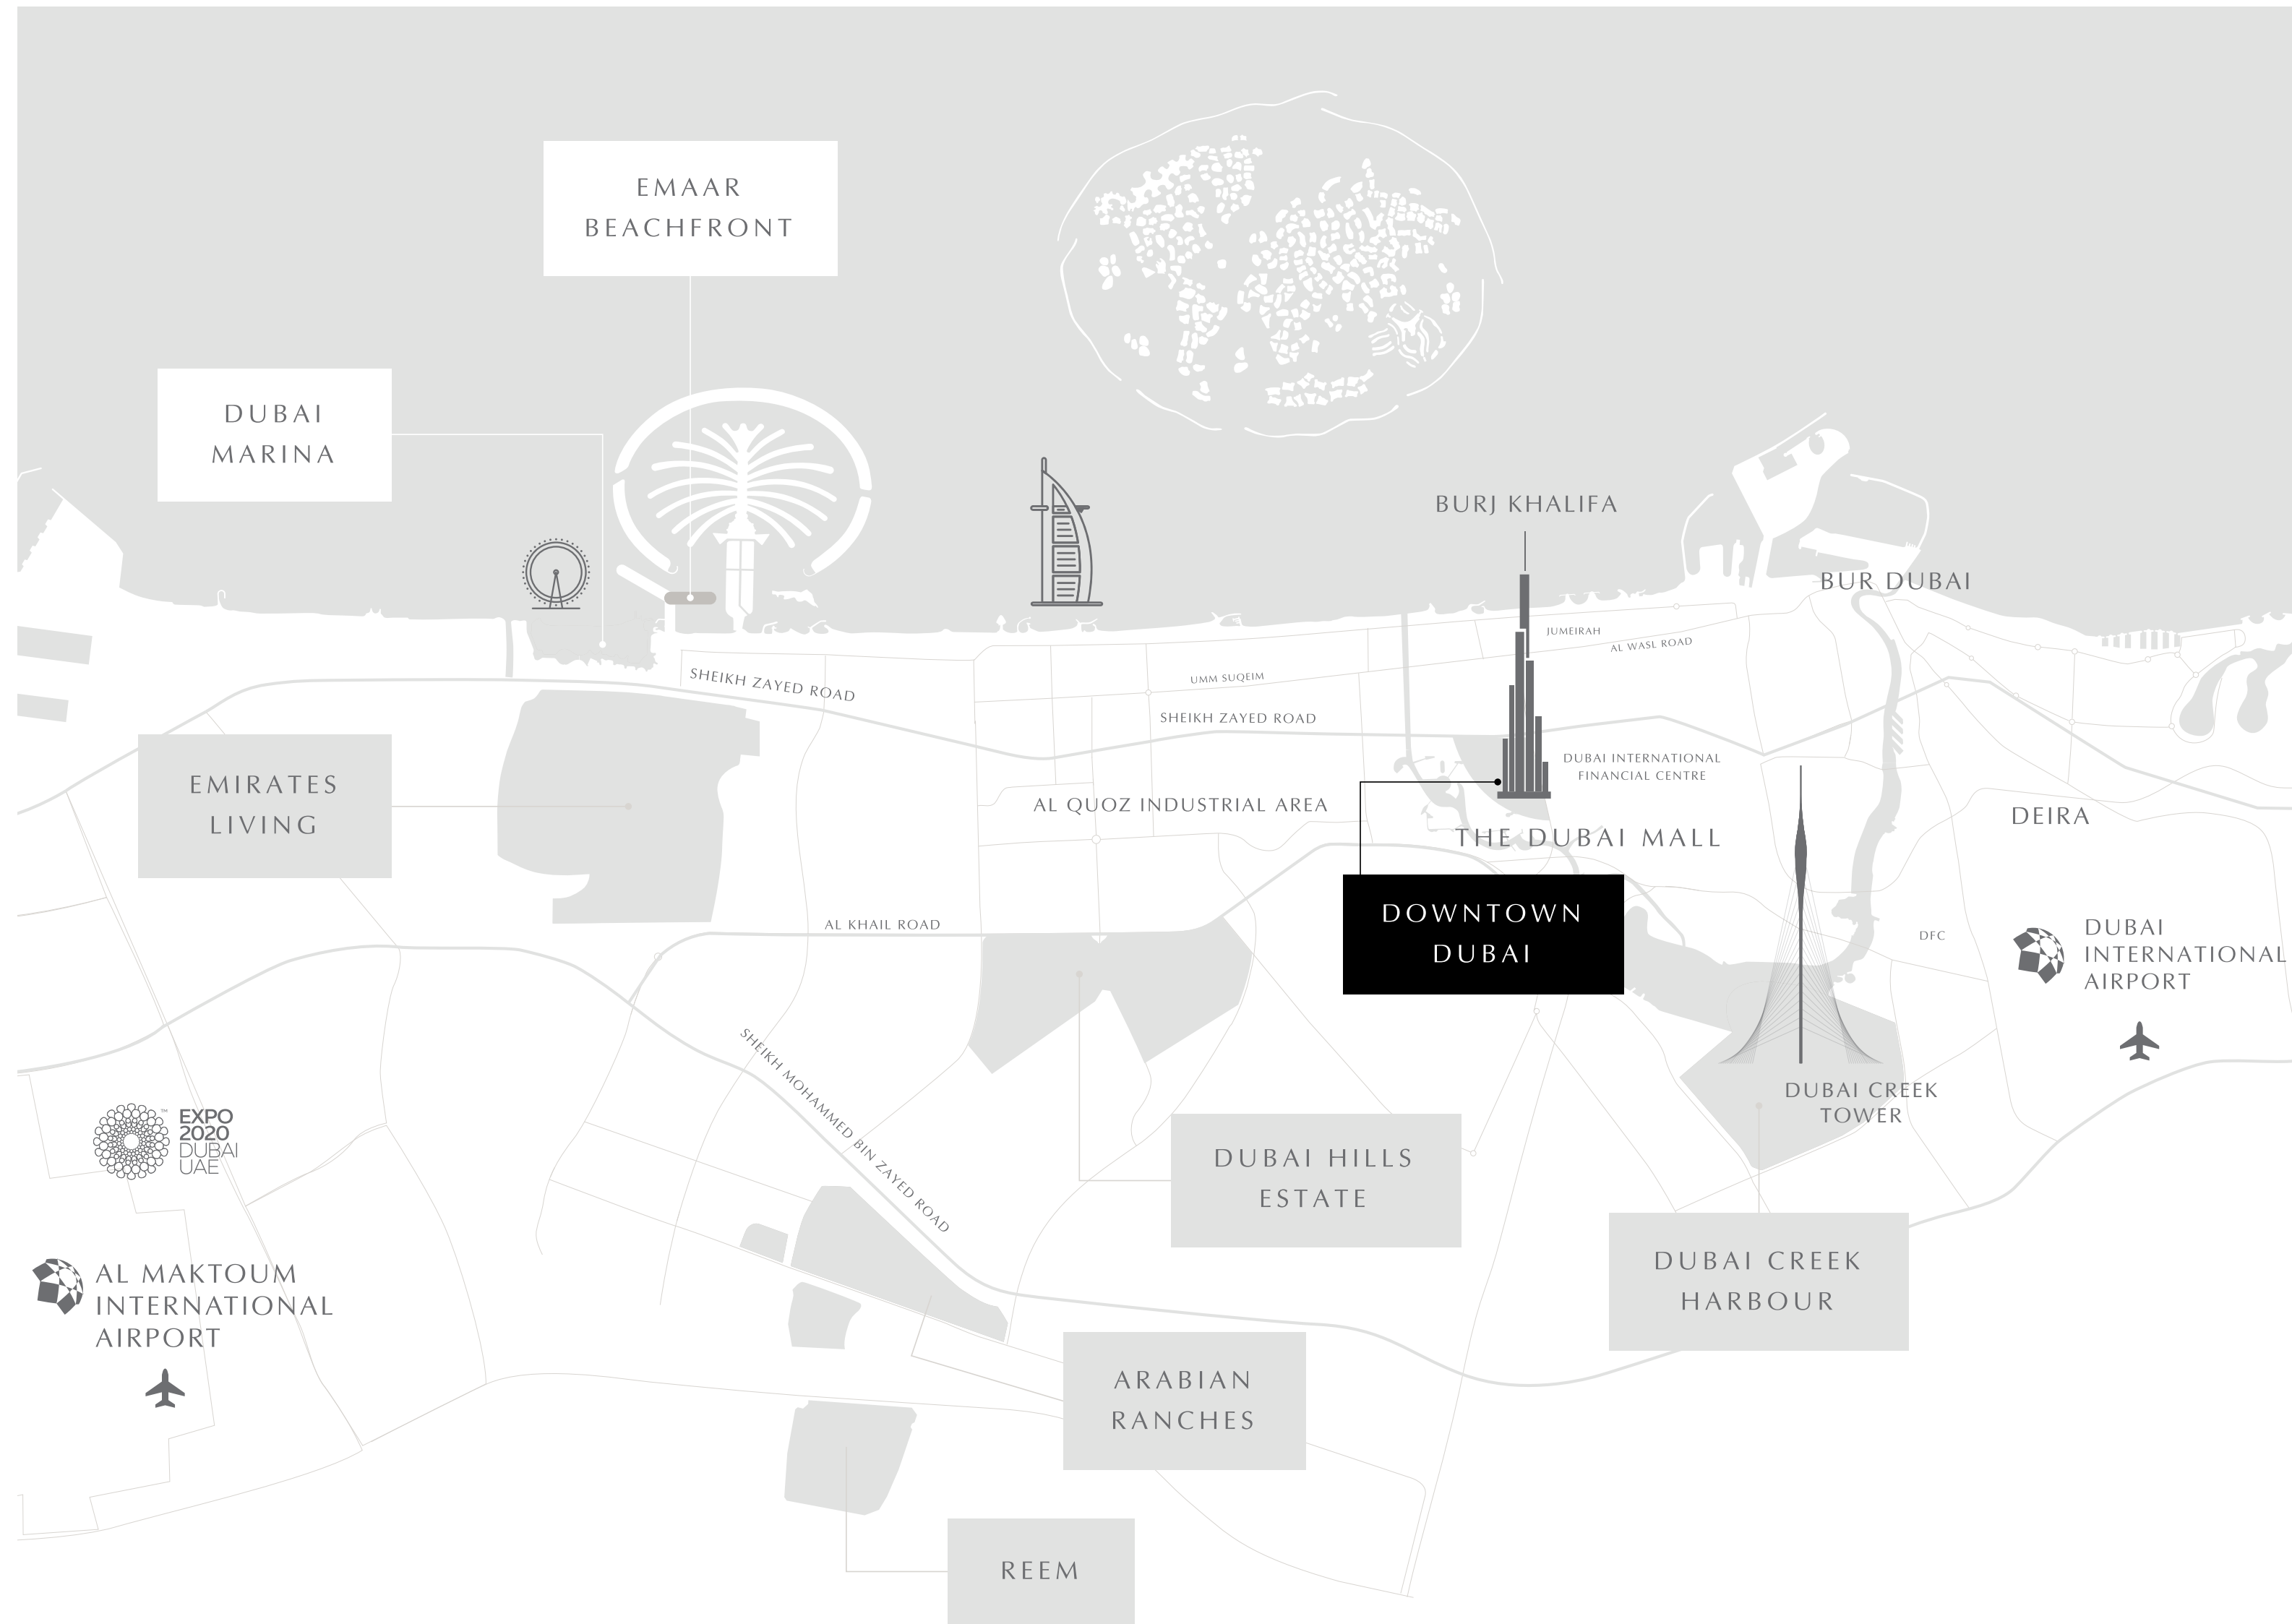 EMAAR
BEACHFRONT
DUBAI
MARINA
BURJ KHALIFA
BUR DUBAI
JUMEIRAH
AL WASL ROAD
SHEIKH ZAYED ROAD
UMM SUQEIM
SHEIKH ZAYED ROAD
DUBAI INTERNATIONAL
FINANCIAL CENTRE
EMIRATES
LIVING
AL QUOZ INDUSTRIAL AREA
DEIRA
THE DUBAI MALL
DOWNTOWN
DUBAI
AL KHAIL ROAD
DFC
DUBAI
INTERNATIONAL
AIRPORT
SHEIKH MOHAMMED BIN ZAYED ROAD
DUBAI CREEK
TOWER
EXPO
2020
DUBAI
UAE
™
DUBAI HILLS
ESTATE
DUBAI CREEK
HARBOUR
AL MAKTOUM
INTERNATIONAL
AIRPORT
ARABIAN
RANCHES
REEM